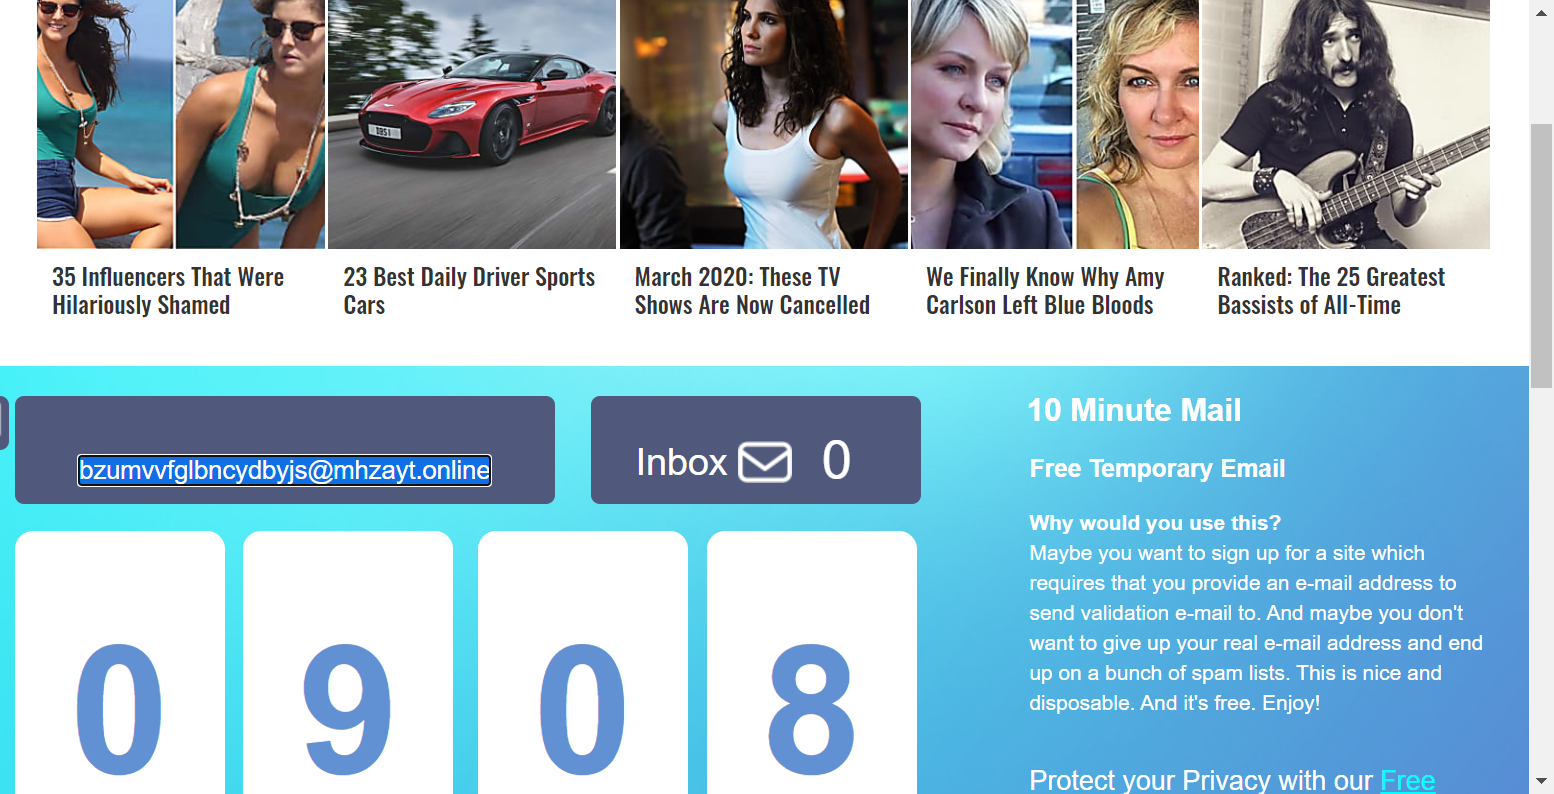 DBS 1
35 Influencers That Were
Hilariously Shamed
23 Best Daily Driver Sports
Cars
March 2020: These TV
Shows Are Now Cancelled
We Finally Know Why Amy
Carlson Left Blue Bloods
Ranked: The 25 Greatest
Bassists of All-Time
bzumvvfglbncydbyjs@mhzayt.online
Inbox 0
0 9 0 8
10 Minute Mail
Free Temporary Email
Why would you use this?
Maybe you want to sign up for a site which
requires that you provide an e-mail address to
send validation e-mail to. And maybe you don't
want to give up your real e-mail address and end
up on a bunch of spam lists. This is nice and
disposable. And it's free. Enjoy!
Protect your Privacy with our Free